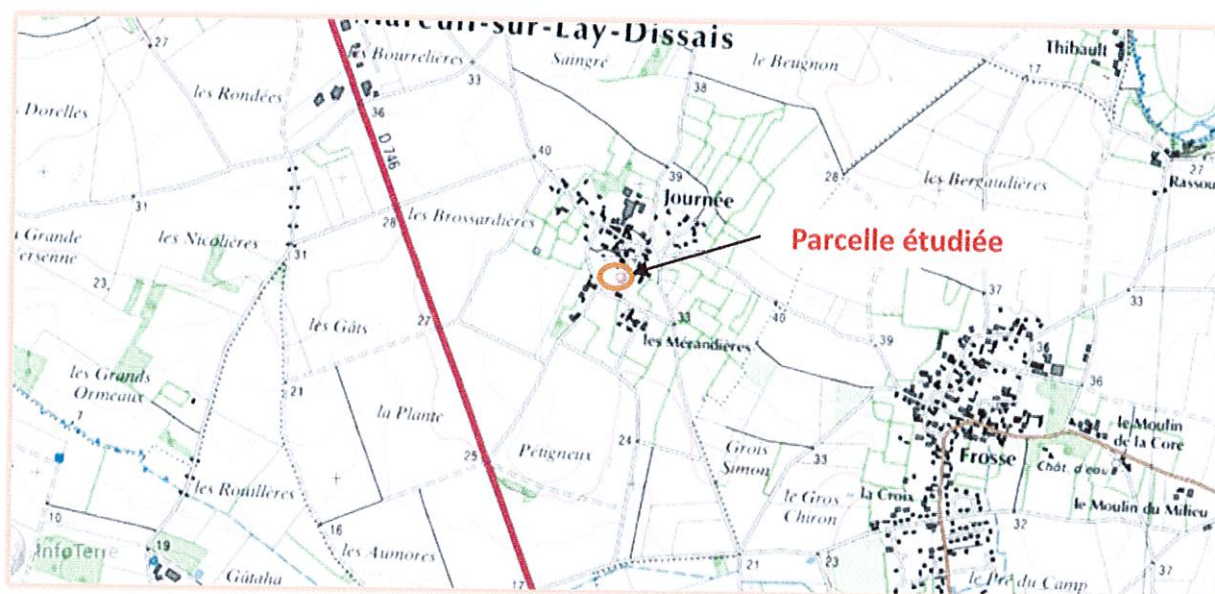 Mareuil-sur-Lay-Dissais
27
les Bourrelières
Saingré
le Beugnon
Thibault
17
33
38
les Rondées
Dorelles
36
D 746
40
39
28
27
Journée
les Bergaudières
31
les Brossardières
28
les Nicolières
Parcelle étudiée
31
23
les Gâts
27
37
33
33
40
39
les Mérandières
36
36
les Grands
Ormeaux
21
la Plante
24
le Moulin
de la Core
Pétigneux
Frosse
Chât. d'eau
25
Grois
Simon
33
la Croix
le Moulin du Milieu
les Rouillères
le Gros
Chiron
32
10
16
InfoTerre
19
les Aumores
17
21
23
Gâtaha
le Pré du Camp
37